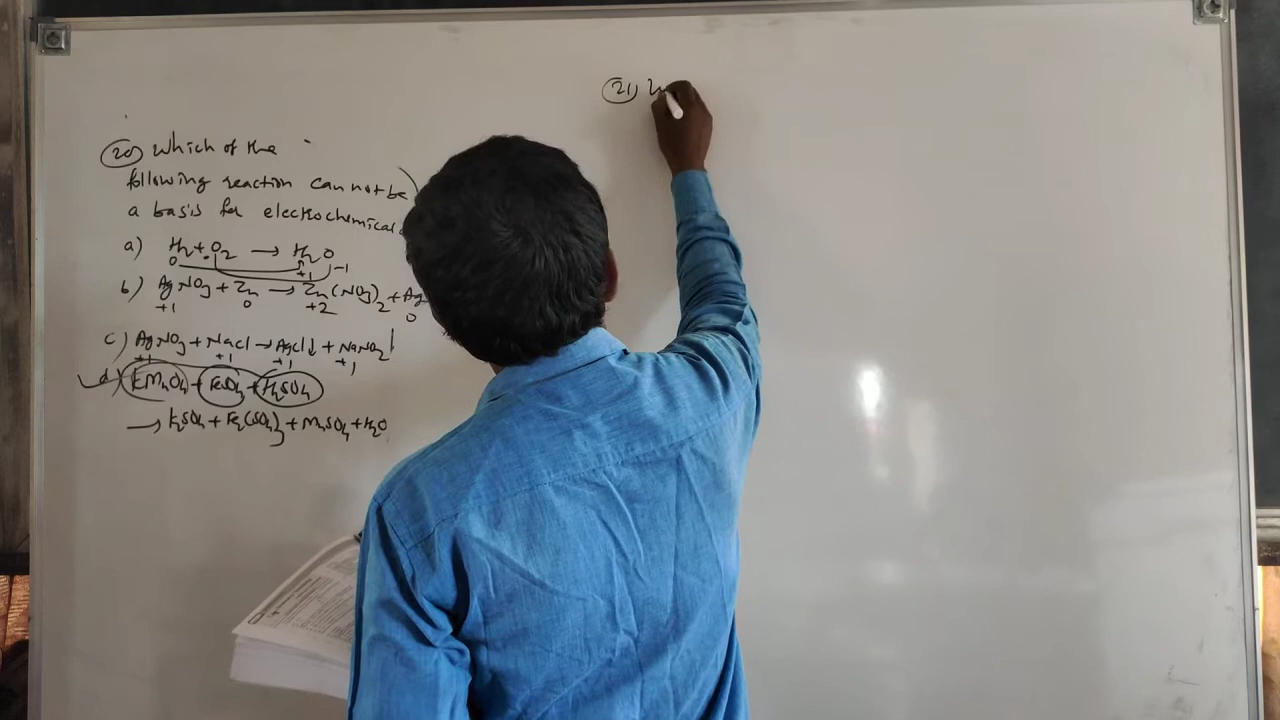 20) Which of the
following reaction cannot be
a basis for electrochemical
a) H2 + O2 → H2O
0 0 +1 -1
b) AgNO3 + Zn → Zn(NO3)2 + Ag
+1 0 +2 0
c) AgNO3 + NaCl → AgCl↓ + NaNO3
+1 +1 +1 +1
d) KMnO4 + FeSO4 + H2SO4
→ K2SO4 + Fe2(SO4)3 + MnSO4 + H2O
21)